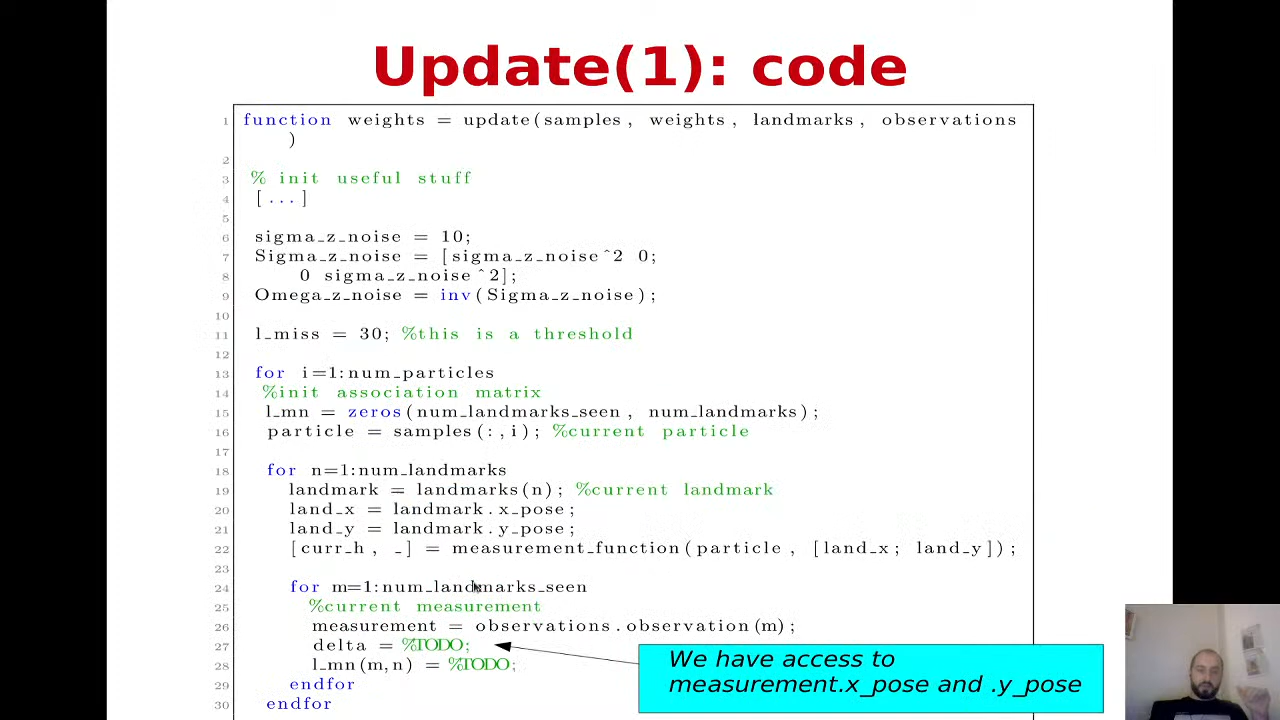 Update(1): code
1 function weights = update(samples, weights, landmarks, observations
)
2
3 % init useful stuff
4 [...]
5
6 sigma_z_noise = 10;
7 Sigma_z_noise = [sigma_z_noise^2 0;
8 0 sigma_z_noise^2];
9 Omega_z_noise = inv(Sigma_z_noise);
10
11 l_miss = 30; %this is a threshold
12
13 for i=1:num_particles
14 %init association matrix
15 l_mn = zeros(num_landmarks_seen, num_landmarks);
16 particle = samples(:,i); %current particle
17
18 for n=1:num_landmarks
19 landmark = landmarks(n); %current landmark
20 land_x = landmark.x_pose;
21 land_y = landmark.y_pose;
22 [curr_h, _] = measurement_function(particle, [land_x; land_y]);
23
24 for m=1:num_landmarks_seen
25 %current measurement
26 measurement = observations.observation(m);
27 delta = %TODO;
28 l_mn(m,n) = %TODO;
29 endfor
30 endfor
We have access to
measurement.x_pose and .y_pose